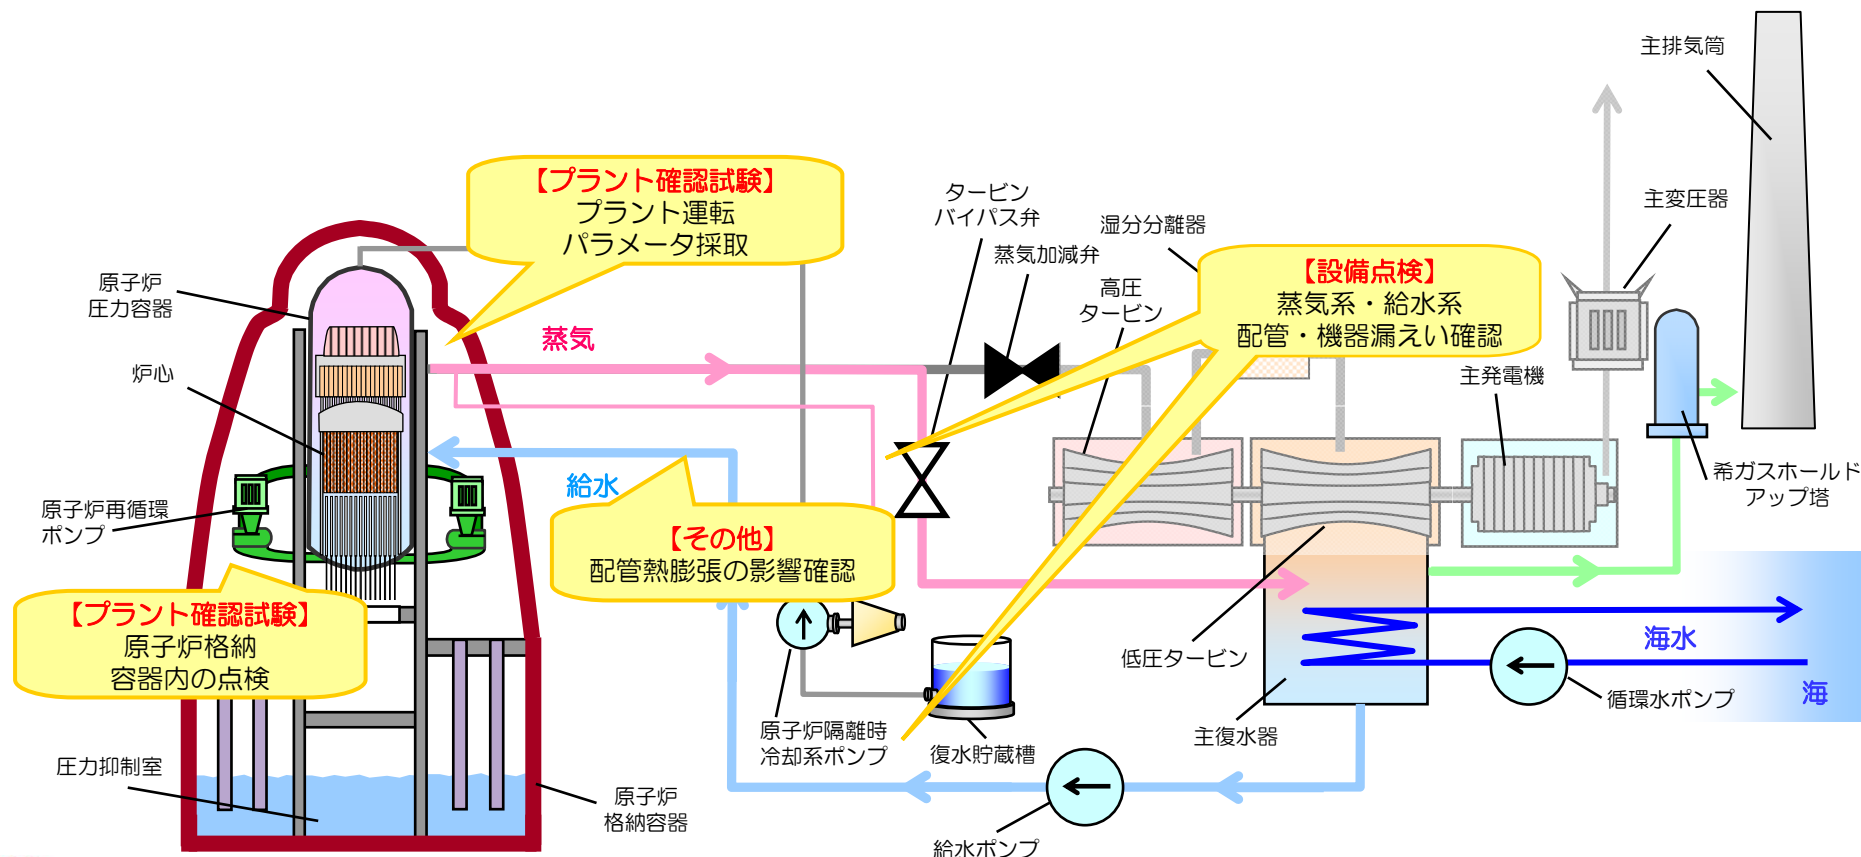 主排気筒
【プラント確認試験】
プラント運転
パラメータ採取
タービン
バイパス弁
湿分分離器
主変圧器
蒸気加減弁
【設備点検】
蒸気系・給水系
配管・機器漏えい確認
原子炉
圧力容器
高圧
タービン
蒸気
炉心
主発電機
給水
希ガスホールド
アップ塔
原子炉再循環
ポンプ
【その他】
配管熱膨張の影響確認
【プラント確認試験】
原子炉格納
容器内の点検
低圧タービン
海水
海
循環水ポンプ
原子炉隔離時
冷却系ポンプ
復水貯蔵槽
主復水器
圧力抑制室
原子炉
格納容器
給水ポンプ